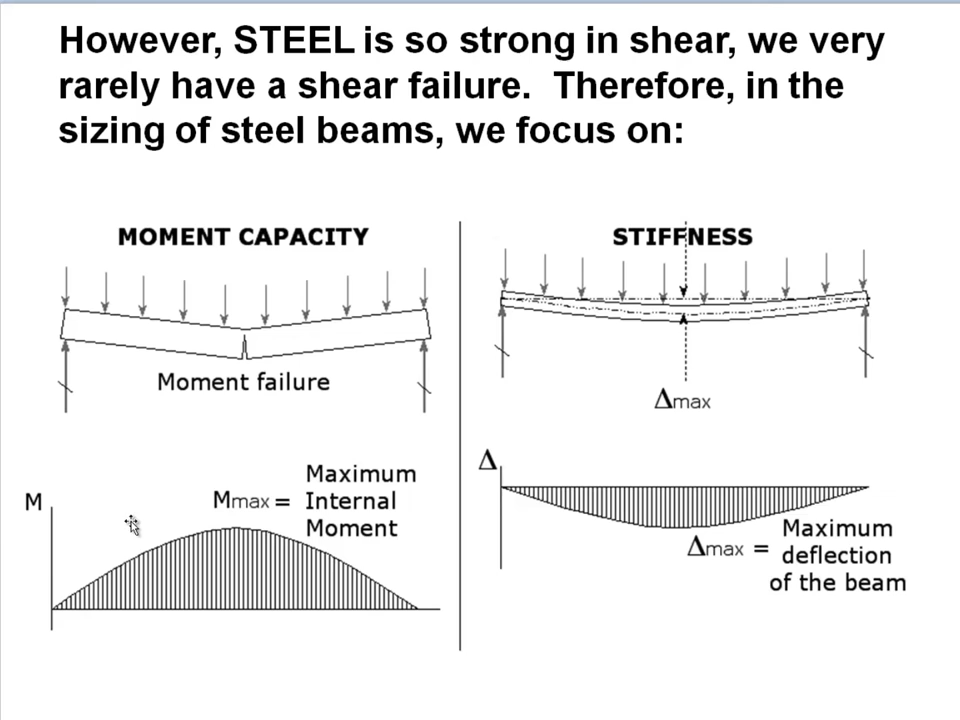 However, STEEL is so strong in shear, we very
rarely have a shear failure.  Therefore, in the
sizing of steel beams, we focus on:
MOMENT CAPACITY
Moment failure
M
Mmax =
Maximum
Internal
Moment
STIFFNESS
Δmax
Δ
Δmax =
Maximum
deflection
of the beam